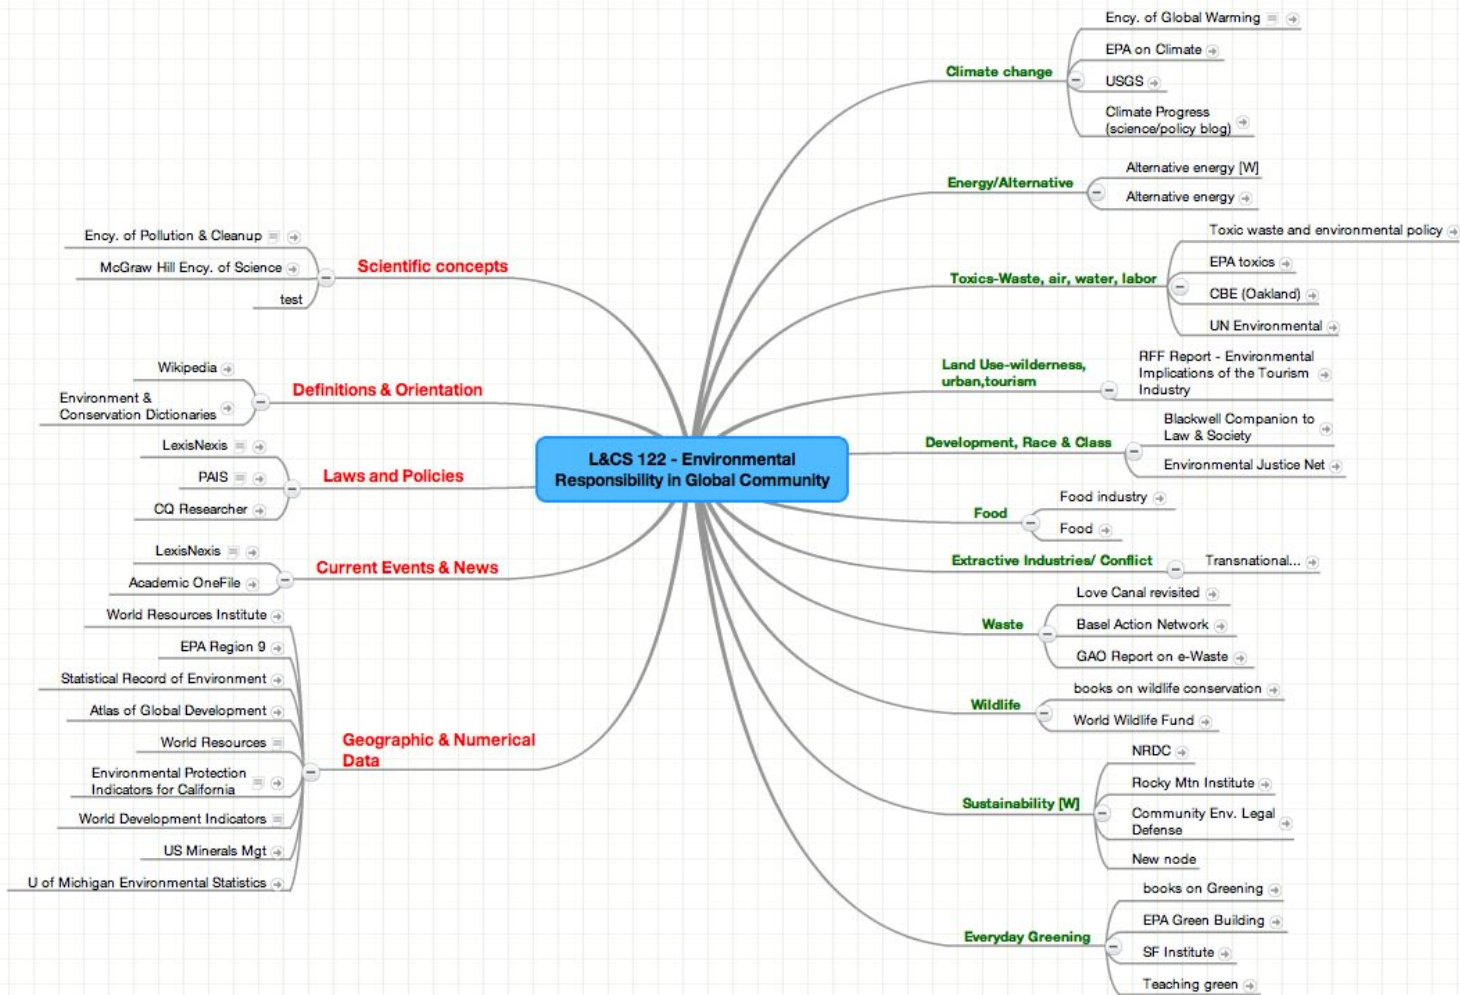 L&CS 122 - Environmental
Responsibility in Global Community
Scientific concepts
Ency. of Pollution & Cleanup
McGraw Hill Ency. of Science
test
Definitions & Orientation
Wikipedia
Environment &
Conservation Dictionaries
Laws and Policies
LexisNexis
PAIS
CQ Researcher
Current Events & News
LexisNexis
Academic OneFile
Geographic & Numerical
Data
World Resources Institute
EPA Region 9
Statistical Record of Environment
Atlas of Global Development
World Resources
Environmental Protection
Indicators for California
World Development Indicators
US Minerals Mgt
U of Michigan Environmental Statistics
Climate change
Ency. of Global Warming
EPA on Climate
USGS
Climate Progress
(science/policy blog)
Energy/Alternative
Alternative energy [W]
Alternative energy
Toxics-Waste, air, water, labor
Toxic waste and environmental policy
EPA toxics
CBE (Oakland)
UN Environmental
Land Use-wilderness,
urban,tourism
RFF Report - Environmental
Implications of the Tourism
Industry
Development, Race & Class
Blackwell Companion to
Law & Society
Environmental Justice Net
Food
Food industry
Food
Extractive Industries/ Conflict
Transnational...
Waste
Love Canal revisited
Basel Action Network
GAO Report on e-Waste
Wildlife
books on wildlife conservation
World Wildlife Fund
Sustainability [W]
NRDC
Rocky Mtn Institute
Community Env. Legal
Defense
New node
Everyday Greening
books on Greening
EPA Green Building
SF Institute
Teaching green